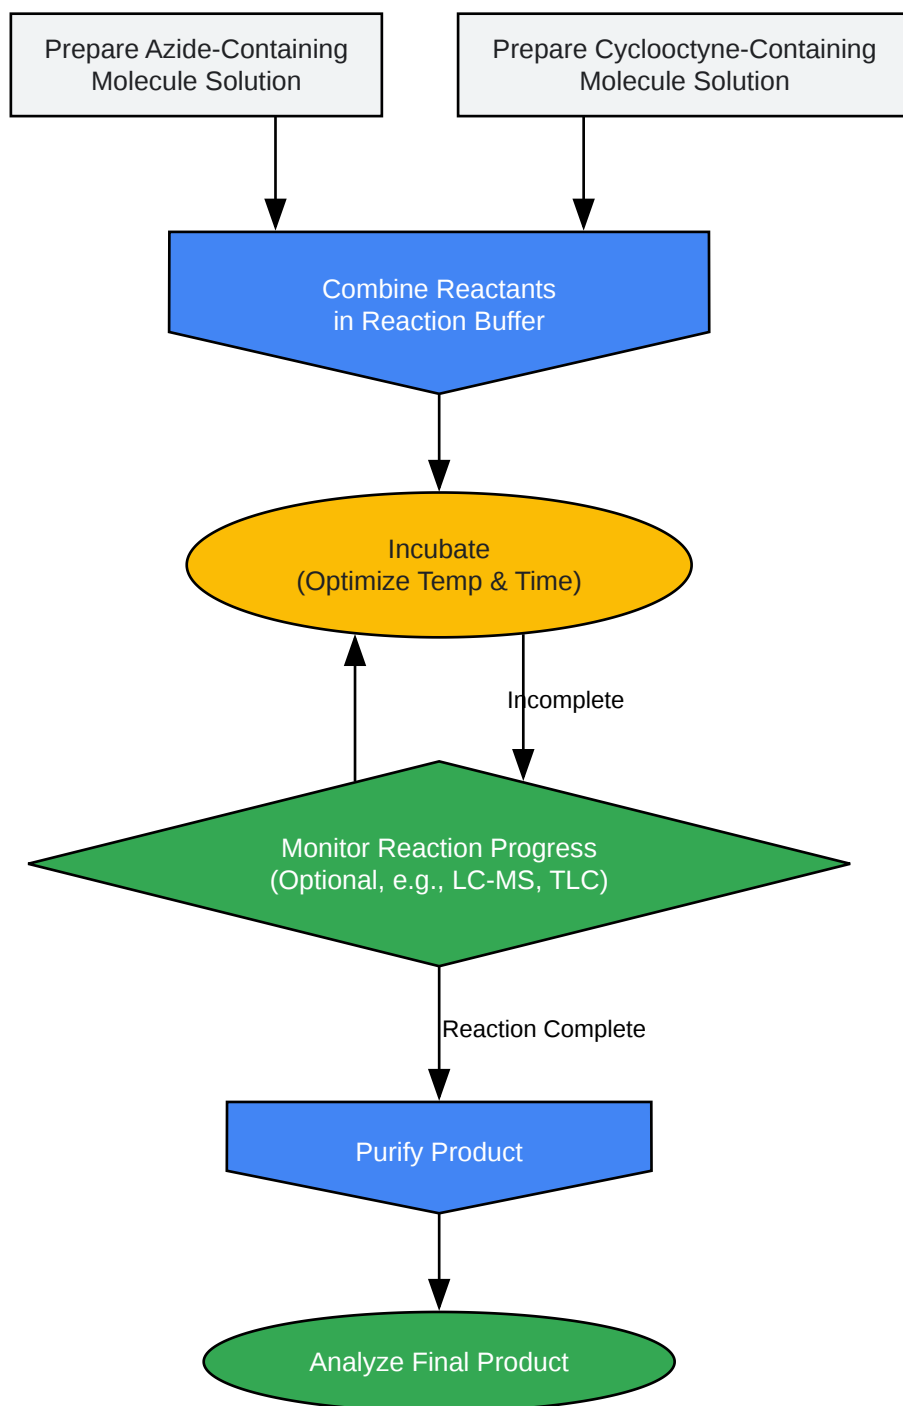 Prepare Azide-Containing
Molecule Solution
Prepare Cyclooctyne-Containing
Molecule Solution
Combine Reactants
in Reaction Buffer
Incubate
(Optimize Temp & Time)
Incomplete
Monitor Reaction Progress
(Optional, e.g., LC-MS, TLC)
Reaction Complete
Purify Product
Analyze Final Product